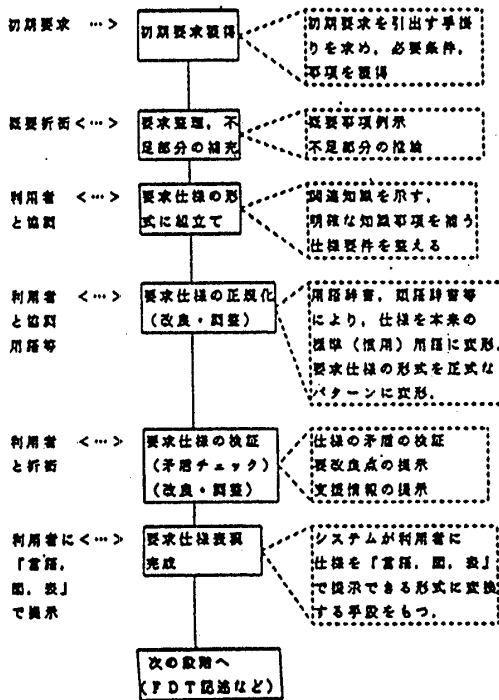 初期要求 …>
初期要求獲得
初期要求を引出す手掛
りを求め，必要条件，
事項を獲得
概要折衝<…>
要求整理，不
足部分の補充
概要事項例示
不足部分の推論
利用者 <…>
と協調
要求仕様の形
式に組立て
関連知識を示す，
明確な知識事項を補う
仕様要件を整える
利用者 <…>
と協調
用語等
要求仕様の正規化
(改良・調整)
用語辞書，類語辞書等
により，仕様を本来の
標準（慣用）用語に変形．
要求仕様の形式を正式な
パターンに変形．
利用者 <…>
と折衝
要求仕様の検証
(矛盾チェック)
(改良・調整)
仕様の矛盾の検証
要改良点の提示
支援情報の提示
利用者に<…>
『言語，
図，表』
で提示
要求仕様表現
完成
システムが利用者に
仕様を『言語，図，表』
で提示できる形式に変換
する手段をもつ．
次の段階へ
(FDT記述など)